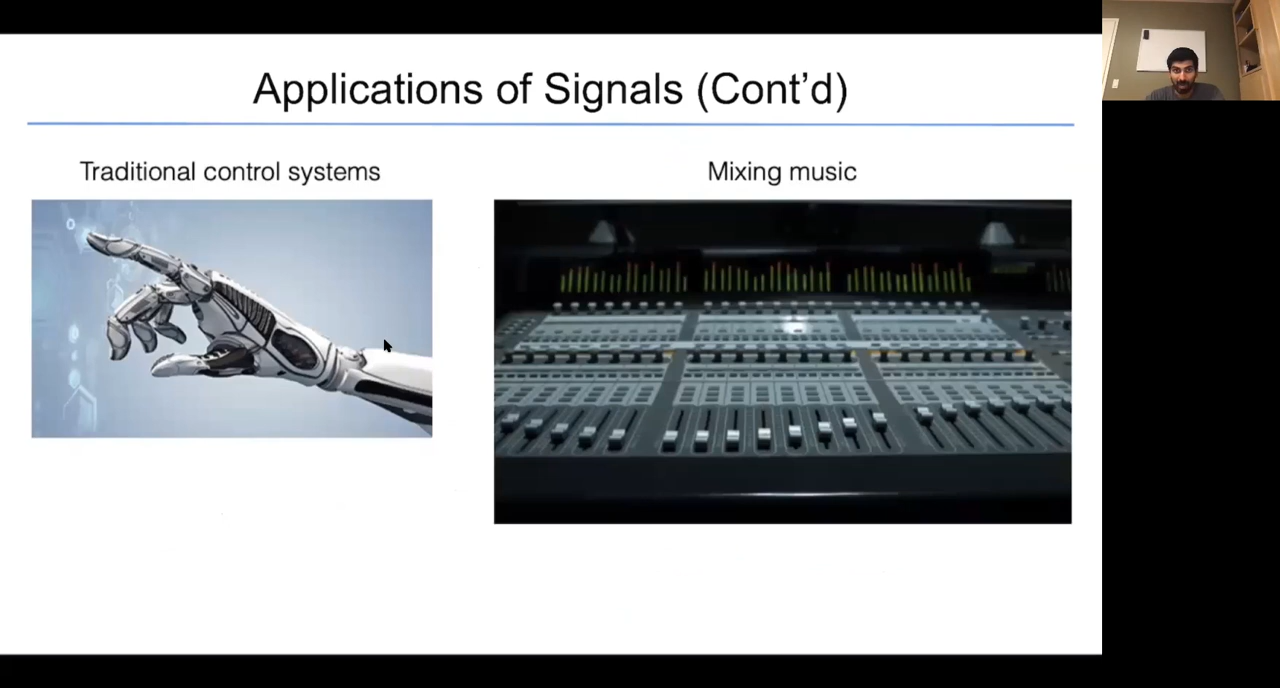 Applications of Signals (Cont’d)
Traditional control systems
Mixing music